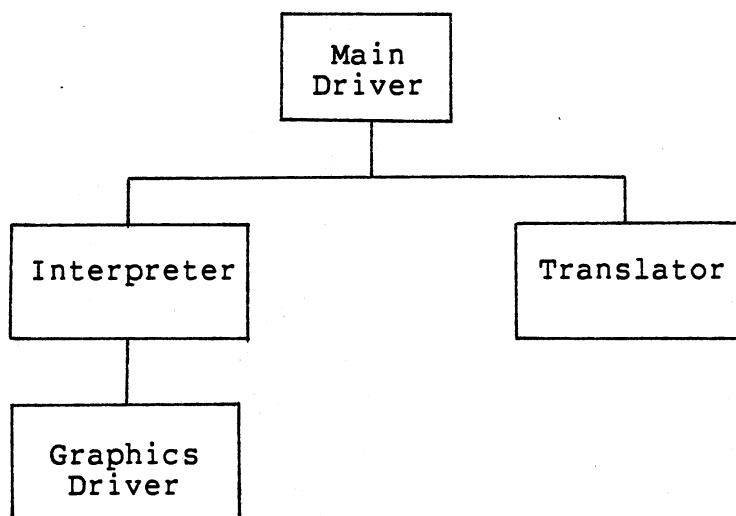 Main
Driver
Interpreter
Translator
Graphics
Driver